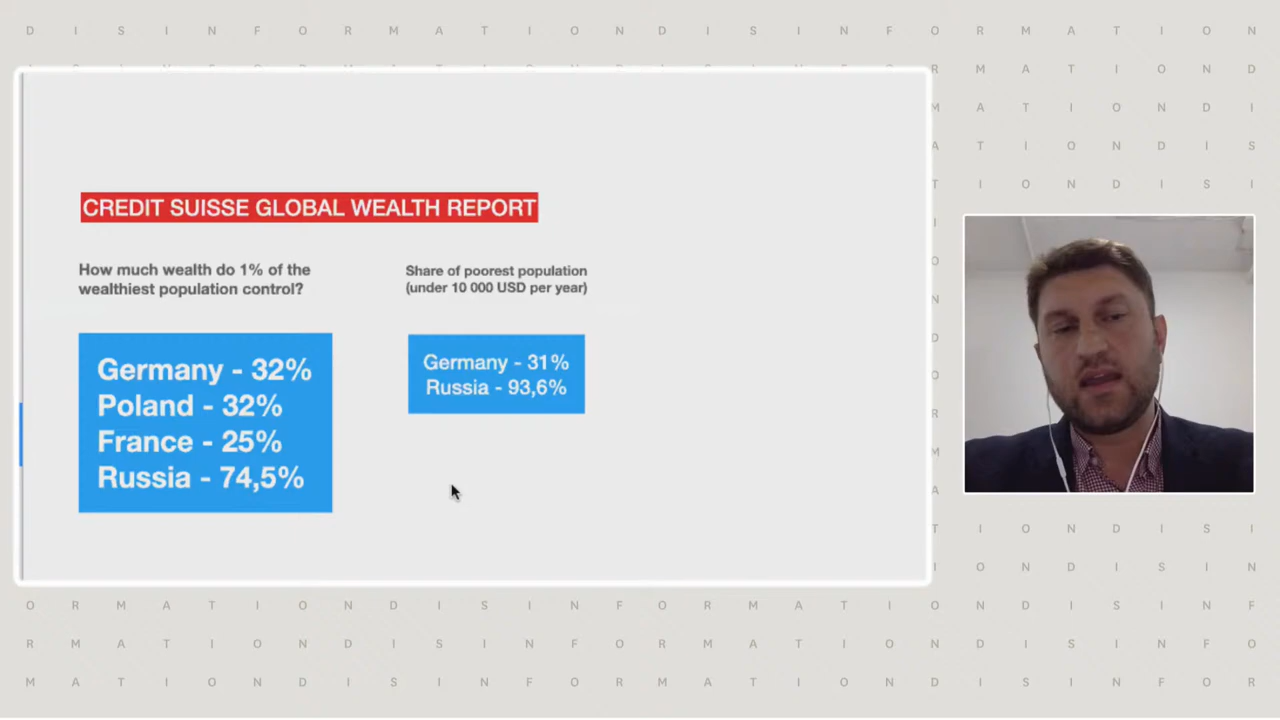 D I S I N F O R M A T I O N D I S I N F O R M A T I O N
R M A T I O N D
M A T I O N D I
A T I O N D I S
T I O N D I S I
CREDIT SUISSE GLOBAL WEALTH REPORT
How much wealth do 1% of the
wealthiest population control?
Share of poorest population
(under 10 000 USD per year)
Germany - 32%
Poland - 32%
France - 25%
Russia - 74,5%
Germany - 31%
Russia - 93,6%
T I O N D I S I
I O N D I S I N
O R M A T I O N D I S I N F O R M A T I O N D I S I N F
R M A T I O N D I S I N F O R M A T I O N D I S I N F O
M A T I O N D I S I N F O R M A T I O N D I S I N F O R